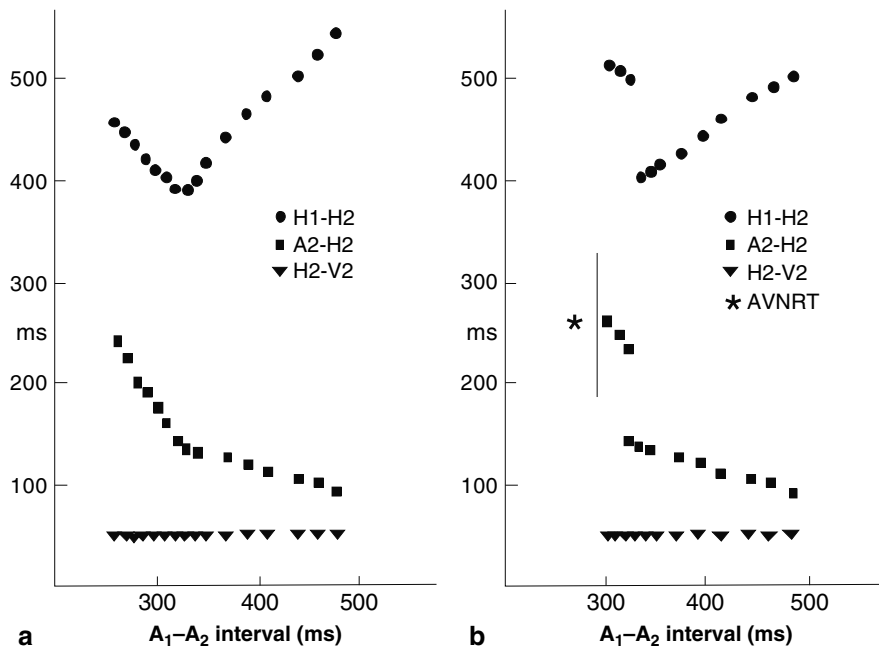 500
400
300
ms
200
100
H1-H2
A2-H2
H2-V2
300 400 500
a A₁–A₂ interval (ms)
500
400
300
ms
200
100
H1-H2
A2-H2
H2-V2
AVNRT
*
300 400 500
b A₁–A₂ interval (ms)